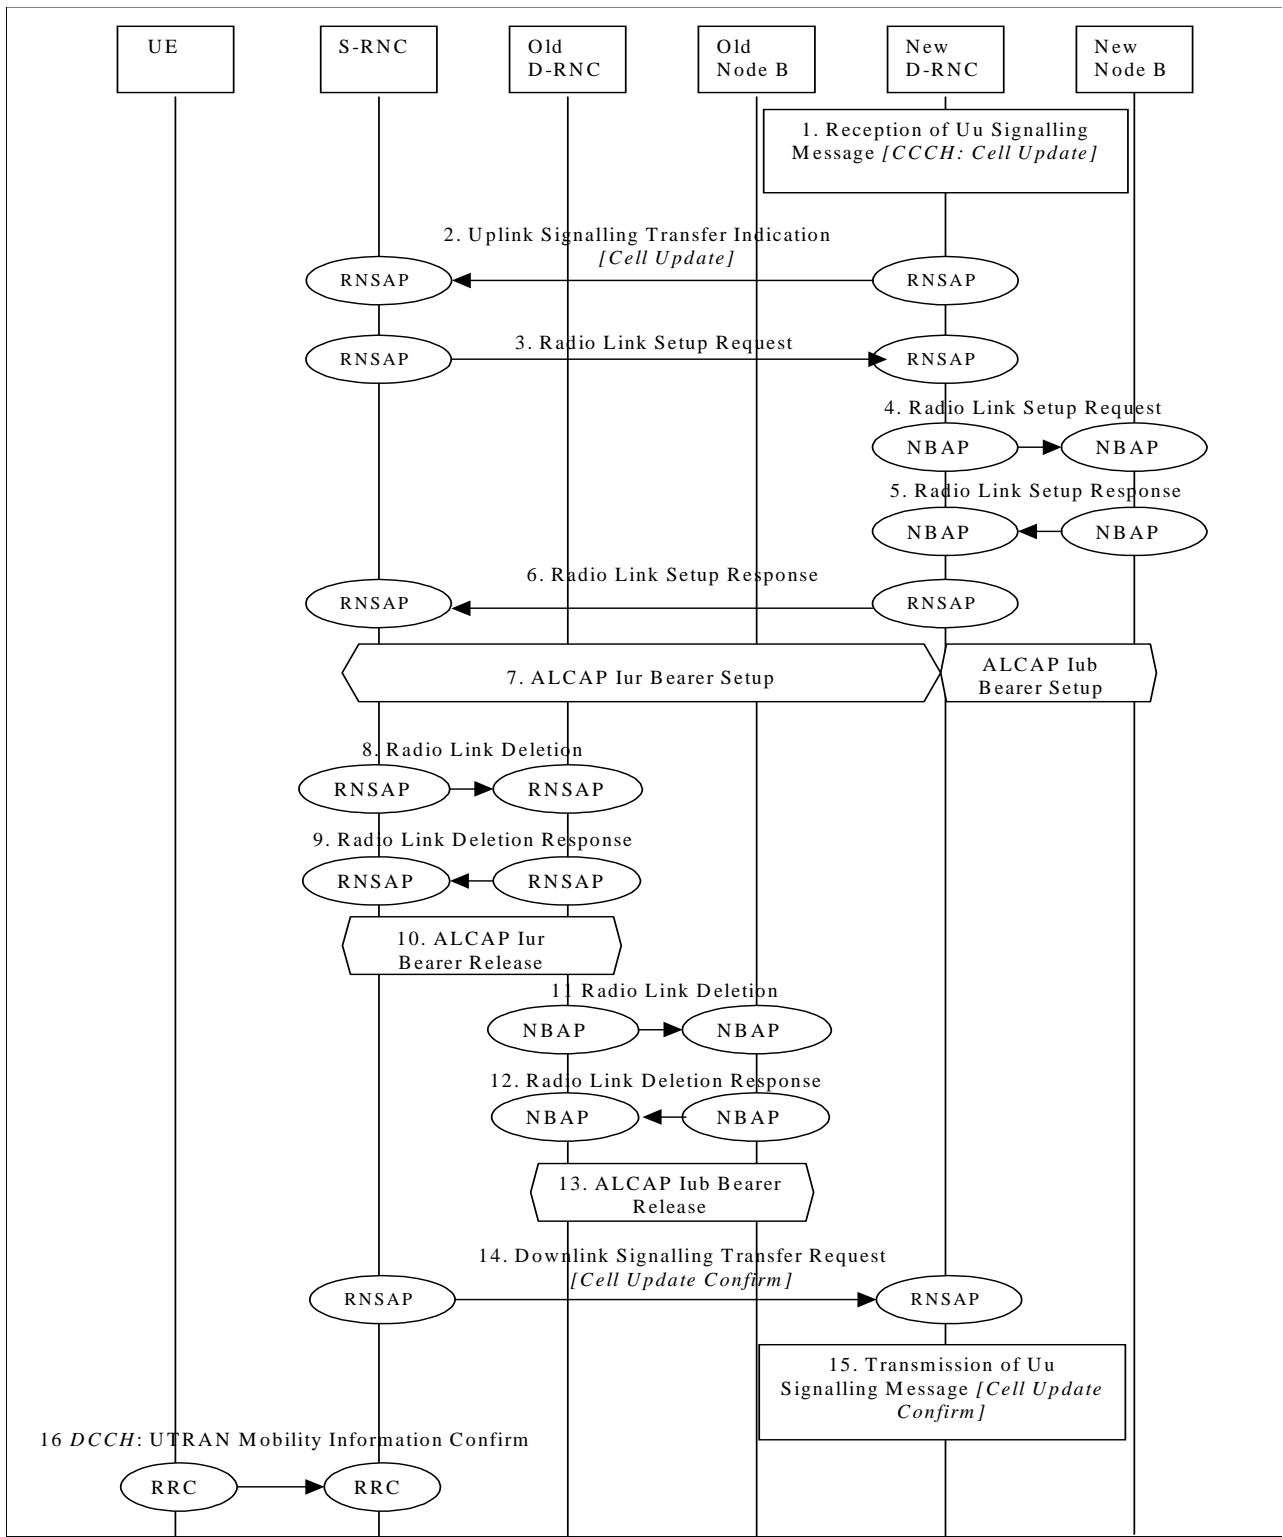 UE
S-RNC
Old
D-RNC
Old
Node B
New
D-RNC
New
Node B
1. Reception of Uu Signalling
Message [CCCH: Cell Update]
2. Uplink Signalling Transfer Indication
[Cell Update]
RNSAP
RNSAP
3. Radio Link Setup Request
RNSAP
RNSAP
4. Radio Link Setup Request
NBAP
NBAP
5. Radio Link Setup Response
NBAP
NBAP
6. Radio Link Setup Response
RNSAP
RNSAP
7. ALCAP Iur Bearer Setup
ALCAP Iub
Bearer Setup
8. Radio Link Deletion
RNSAP
RNSAP
9. Radio Link Deletion Response
RNSAP
RNSAP
10. ALCAP Iur
Bearer Release
11 Radio Link Deletion
NBAP
NBAP
12. Radio Link Deletion Response
NBAP
NBAP
13. ALCAP Iub Bearer
Release
14. Downlink Signalling Transfer Request
[Cell Update Confirm]
RNSAP
RNSAP
15. Transmission of Uu
Signalling Message [Cell Update
Confirm]
16 DCCH: UTRAN Mobility Information Confirm
RRC
RRC